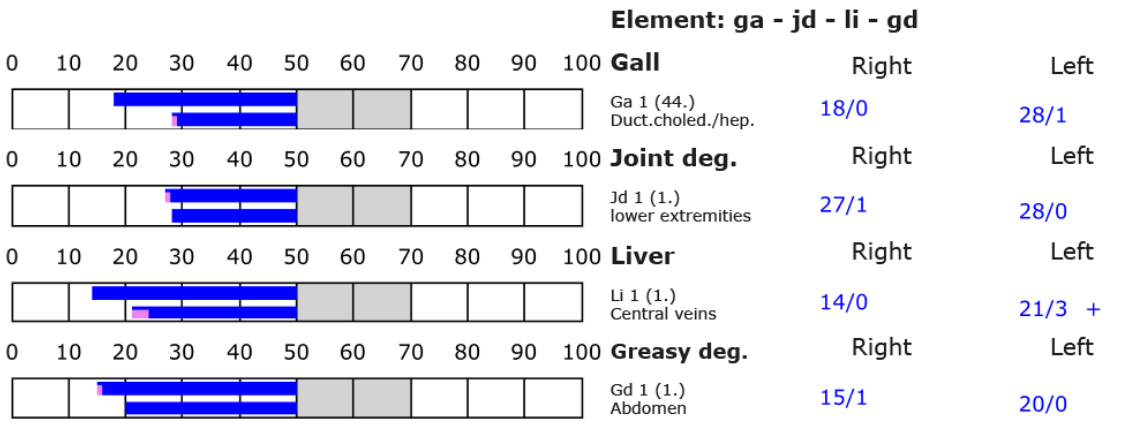 Element: ga - jd - li - gd
0 10 20 30 40 50 60 70 80 90 100 Gall Right Left
Ga 1 (44.) 18/0 28/1
Duct.choled./hep.
0 10 20 30 40 50 60 70 80 90 100 Joint deg. Right Left
Jd 1 (1.) 27/1 28/0
lower extremities
0 10 20 30 40 50 60 70 80 90 100 Liver Right Left
Li 1 (1.) 14/0 21/3 +
Central veins
0 10 20 30 40 50 60 70 80 90 100 Greasy deg. Right Left
Gd 1 (1.) 15/1 20/0
Abdomen